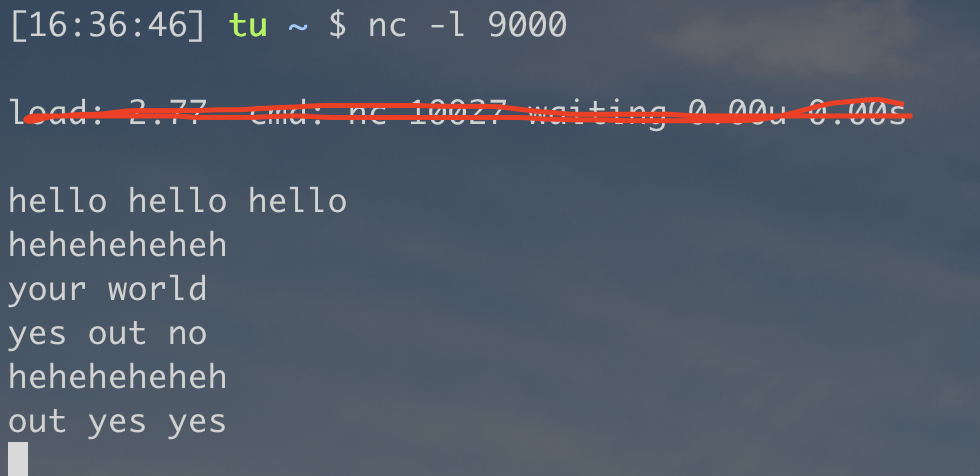 [16:36:46] tu ~ $ nc -l 9000
load: 2.77 cmd: nc 10027 waiting 0.00u 0.00s
hello hello hello
heheheheheh
your world
yes out no
heheheheheh
out yes yes